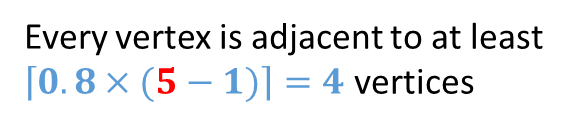 Every vertex is adjacent to at least
⌈0.8 × (5 − 1)⌉ = 4 vertices